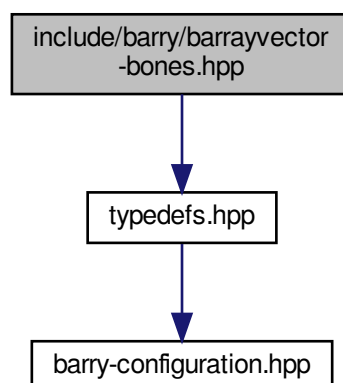 include/barry/barrayvector
-bones.hpp
typedefs.hpp
barry-configuration.hpp